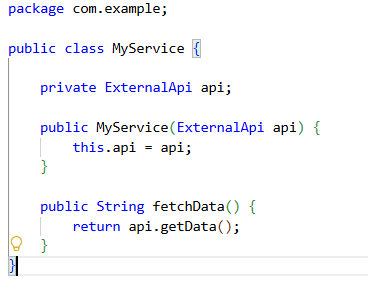 package com.example;
public class MyService {
private ExternalApi api;
public MyService(ExternalApi api) {
this.api = api;
}
public String fetchData() {
return api.getData();
}
}